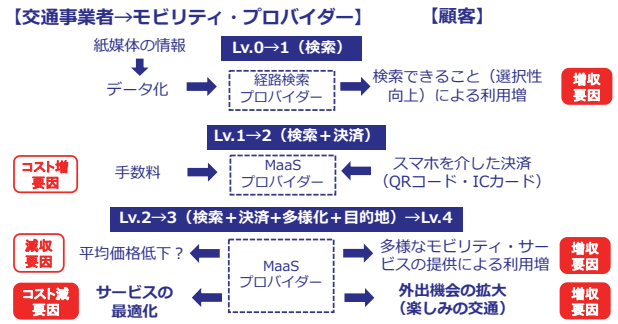 【交通事業者→モビリティ・プロバイダー】 【顧客】
Lv.0→1（検索）
紙媒体の情報
データ化
経路検索
プロバイダー
検索できること（選択性
向上）による利用増
増収
要因
Lv.1→2（検索＋決済）
コスト増
要因
手数料
MaaS
プロバイダー
スマホを介した決済
（QRコード・ICカード）
Lv.2→3（検索＋決済＋多様化＋目的地）→Lv.4
減収
要因
平均価格低下？
MaaS
プロバイダー
多様なモビリティ・サー
ビスの提供による利用増
増収
要因
コスト減
要因
サービスの
最適化
外出機会の拡大
（楽しみの交通）
増収
要因